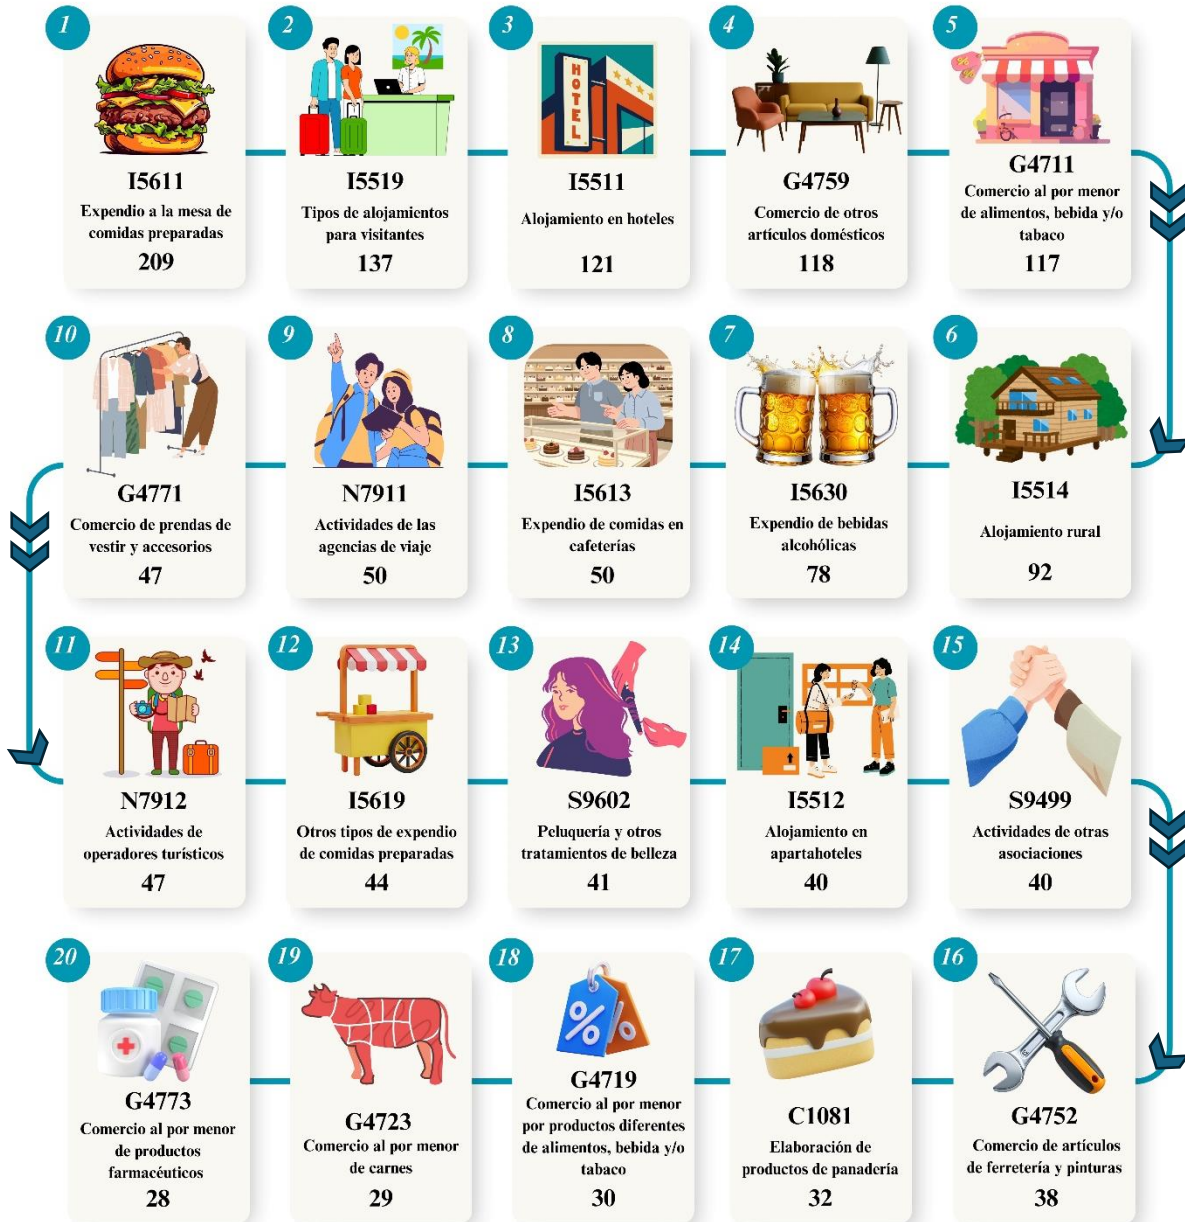 1
I5611
Expendio a la mesa de
comidas preparadas
209
2
I5519
Tipos de alojamientos
para visitantes
137
3
HOTEL
I5511
Alojamiento en hoteles
121
4
G4759
Comercio de otros
artículos domésticos
118
5
% %
G4711
Comercio al por menor
de alimentos, bebida y/o
tabaco
117
6
I5514
Alojamiento rural
92
7
I5630
Expendio de bebidas
alcohólicas
78
8
I5613
Expendio de comidas en
cafeterías
50
9
N7911
Actividades de las
agencias de viaje
50
10
G4771
Comercio de prendas de
vestir y accesorios
47
11
N7912
Actividades de
operadores turísticos
47
12
I5619
Otros tipos de expendio
de comidas preparadas
44
13
S9602
Peluquería y otros
tratamientos de belleza
41
14
I5512
Alojamiento en
apartahoteles
40
15
S9499
Actividades de otras
asociaciones
40
16
G4752
Comercio de artículos
de ferretería y pinturas
38
17
C1081
Elaboración de
productos de panadería
32
18
%
G4719
Comercio al por menor
por productos diferentes
de alimentos, bebida y/o
tabaco
30
19
G4723
Comercio al por menor
de carnes
29
20
G4773
Comercio al por menor
de productos
farmacéuticos
28